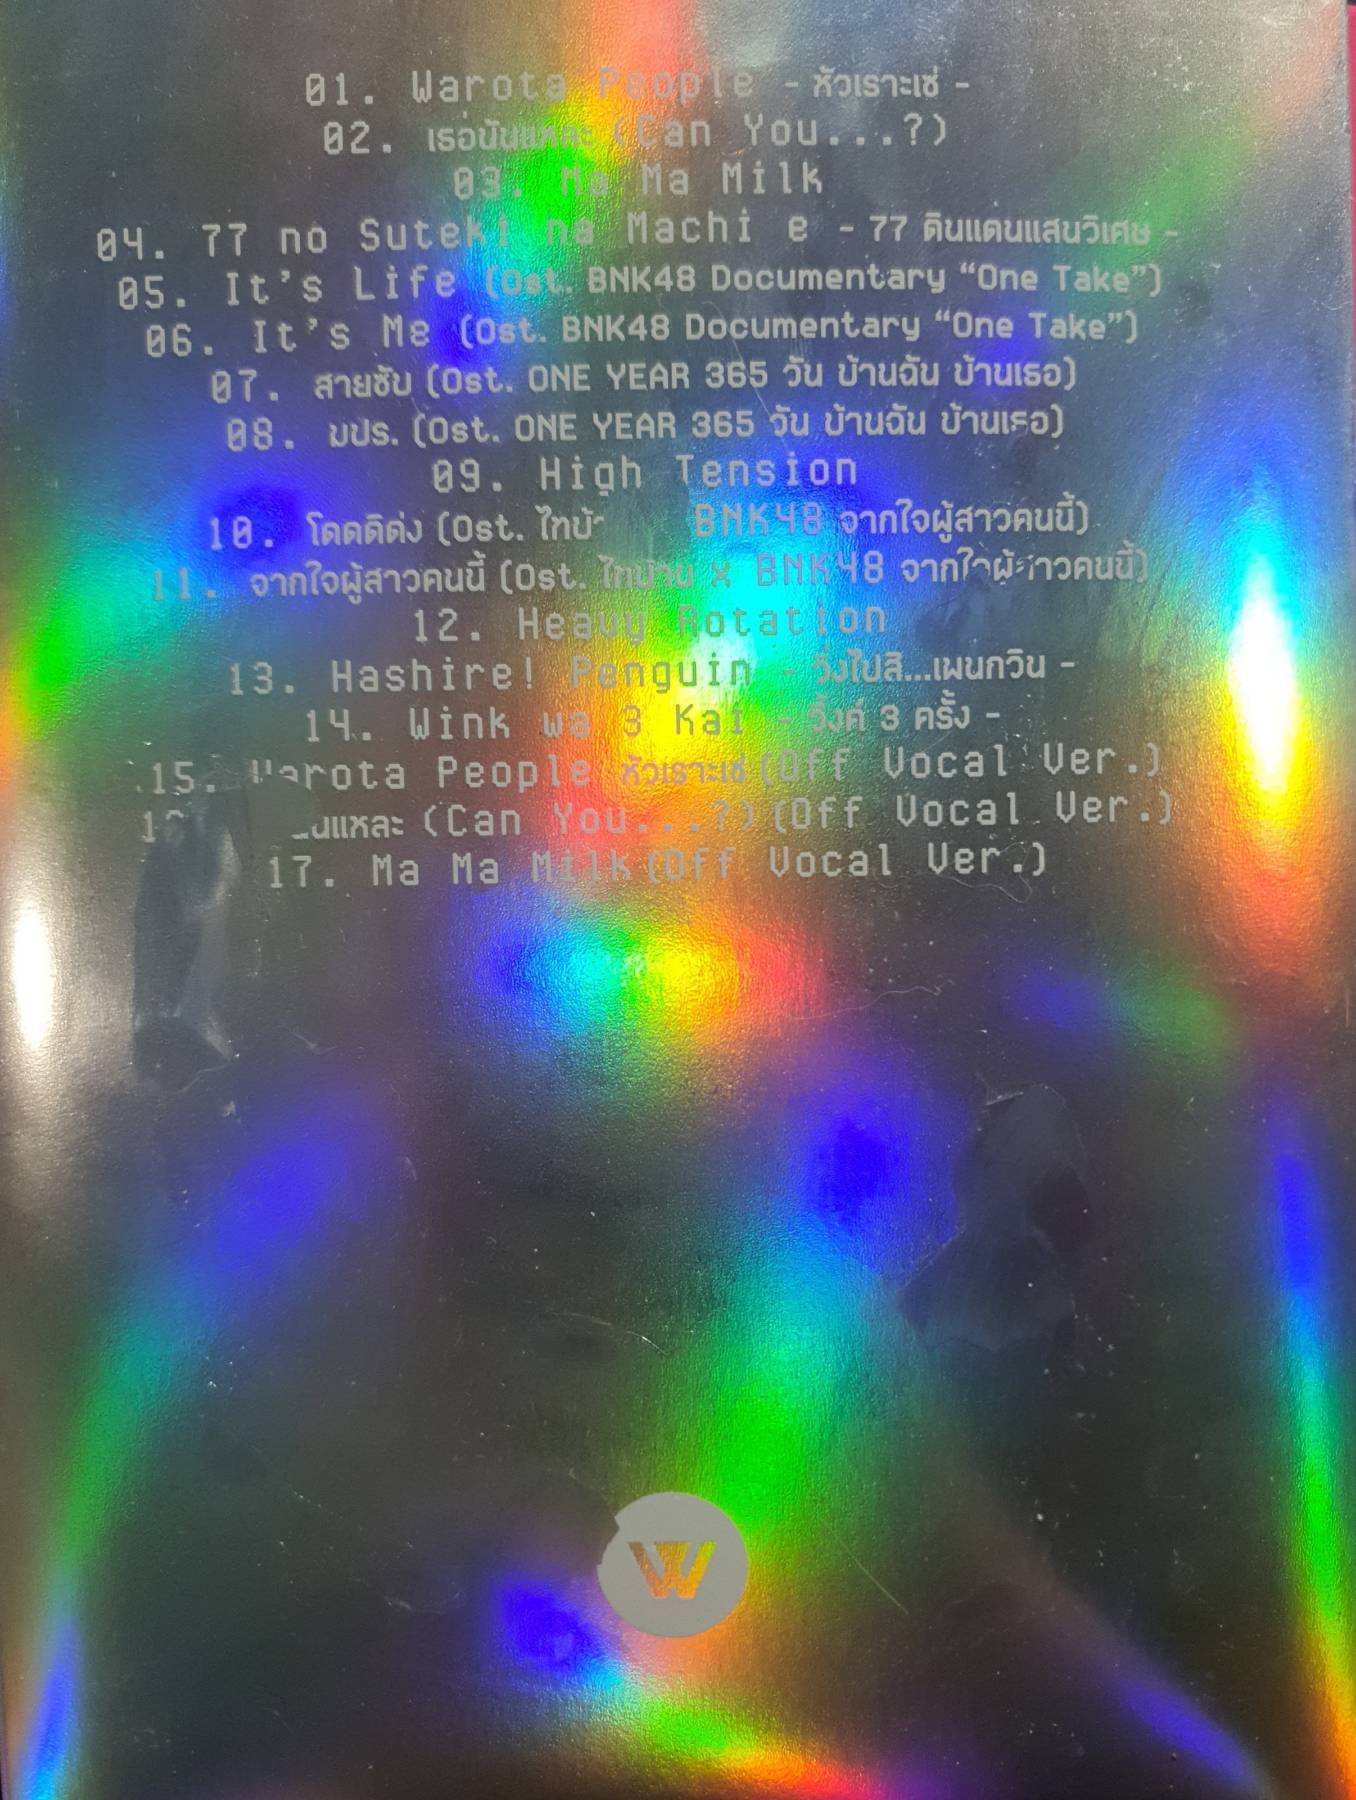 01. Warota People - หัวเราะเซ่ -
02. เธอนั่นแหละ (Can You...?)
03. Ma Ma Milk
04. 77 no Suteki na Machi e - 77 ดินแดนแสนวิเศษ -
05. It's Life (Ost. BNK48 Documentary “One Take”)
06. It's Me (Ost. BNK48 Documentary “One Take”)
07. สายซับ (Ost. ONE YEAR 365 วัน บ้านฉัน บ้านเธอ)
08. มปร. (Ost. ONE YEAR 365 วัน บ้านฉัน บ้านเธอ)
09. High Tension
10. โดดดิด่ง (Ost. BNK48 จากใจผู้สาวคนนี้)
11. จากใจผู้สาวคนนี้ (Ost. ไทบ้าน x BNK48 จากใจผู้สาวคนนี้)
12. Heavy Rotation
13. Hashire! Penguin - วิ่งไปสิ...เพนกวิน -
14. Wink wa 3 Kai - วิ้งค์ 3 ครั้ง -
15. Warota People หัวเราะเซ่ (Off Vocal Ver.)
(Can You...?) (Off Vocal Ver.)
17. Ma Ma Milk (Off Vocal Ver.)
W